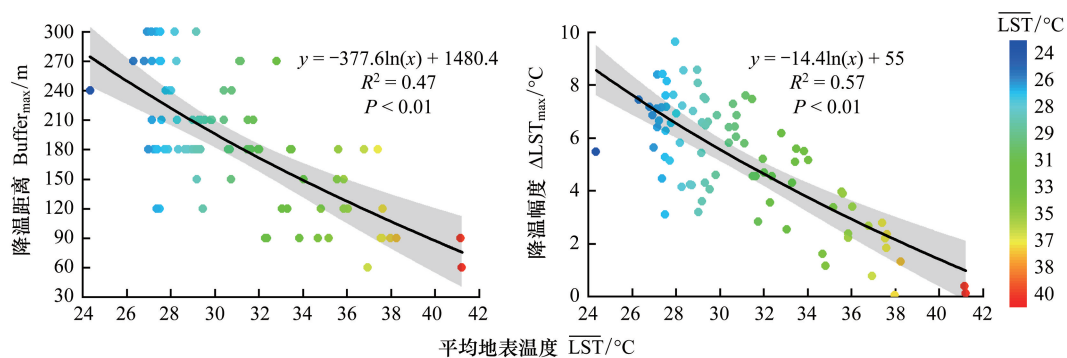 300
270
240
210
180
150
120
90
60
30
降温距离 Buffermax/m
y = −377.6ln(x) + 1480.4
R² = 0.47
P < 0.01
24 26 28 30 32 34 36 38 40 42
10
8
6
4
2
0
降温幅度 ΔLSTmax/°C
y = −14.4ln(x) + 55
R² = 0.57
P < 0.01
24 26 28 30 32 34 36 38 40 42
平均地表温度 L̅S̅T̅/°C
L̅S̅T̅/°C
24
25
26
28
29
30
31
33
34
35
37
38
40